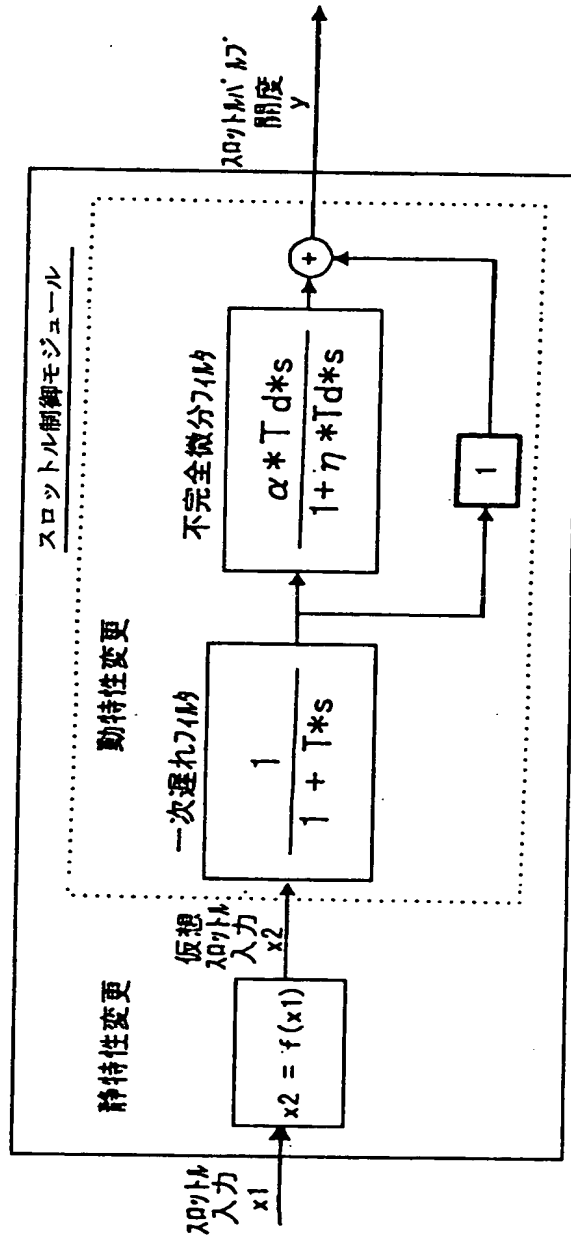 スロットル制御モジュール
静特性変更
動特性変更
スロットル
入力
x1
x2 = f(x1)
仮想
スロットル
入力
x2
一次遅れフィルタ
1
1 + T*s
不完全微分フィルタ
α*Td*s
1+η*Td*s
1
+
スロットルバルブ
開度
y